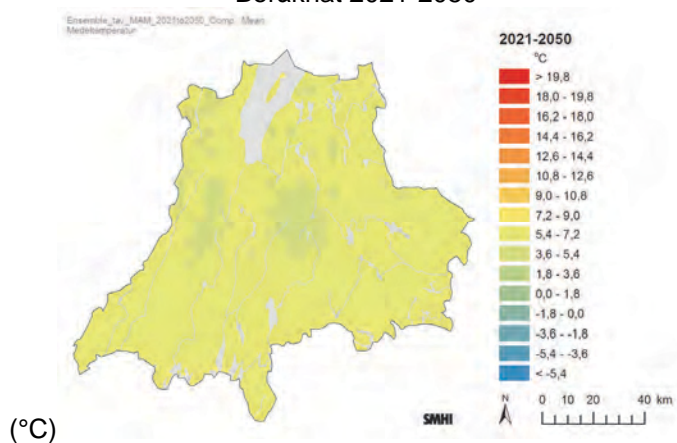 Beräknat 2021-2050
Ensemble_tav_MAM_2021to2050_Comp. Mean
Medeltemperatur
2021-2050
°C
> 19,8
18,0 - 19,8
16,2 - 18,0
14,4 - 16,2
12,6 - 14,4
10,8 - 12,6
9,0 - 10,8
7,2 - 9,0
5,4 - 7,2
3,6 - 5,4
1,8 - 3,6
0,0 - 1,8
-1,8 - 0,0
-3,6 - -1,8
-5,4 - -3,6
< -5,4
N
0 10 20 40 km
SMHI
(°C)